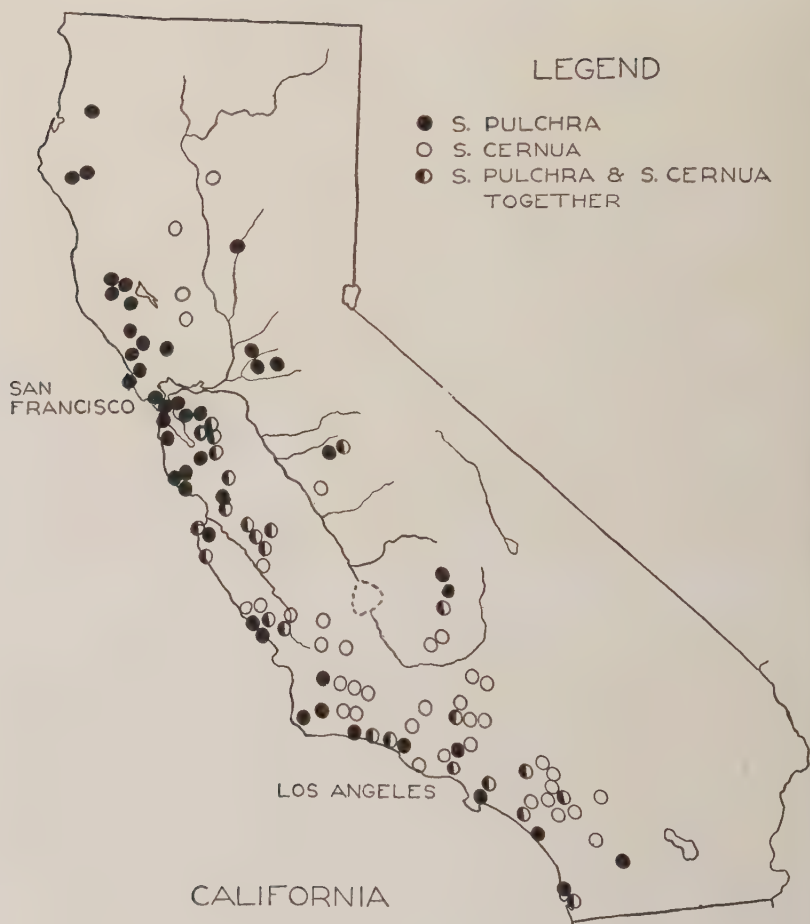 LEGEND
S. PULCHRA
S. CERNUA
S. PULCHRA & S. CERNUA
TOGETHER
SAN
FRANCISCO
LOS ANGELES
CALIFORNIA